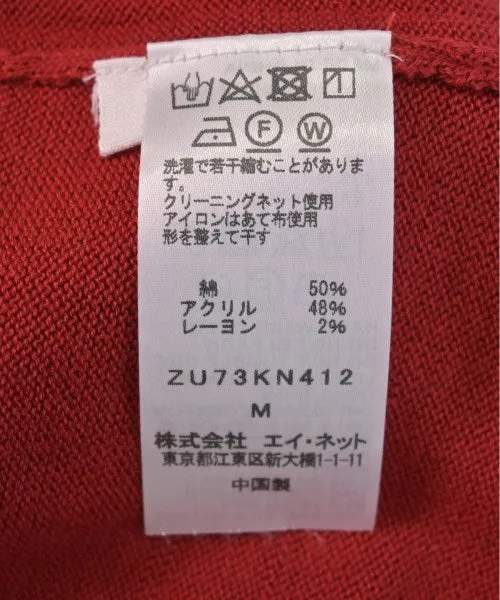 F W
洗濯で若干縮むことがありま
す。
クリーニングネット使用
アイロンはあて布使用
形を整えて干す
綿 50%
アクリル 48%
レーヨン 2%
ZU73KN412
M
株式会社 エイ・ネット
東京都江東区新大橋1-1-11
中国製